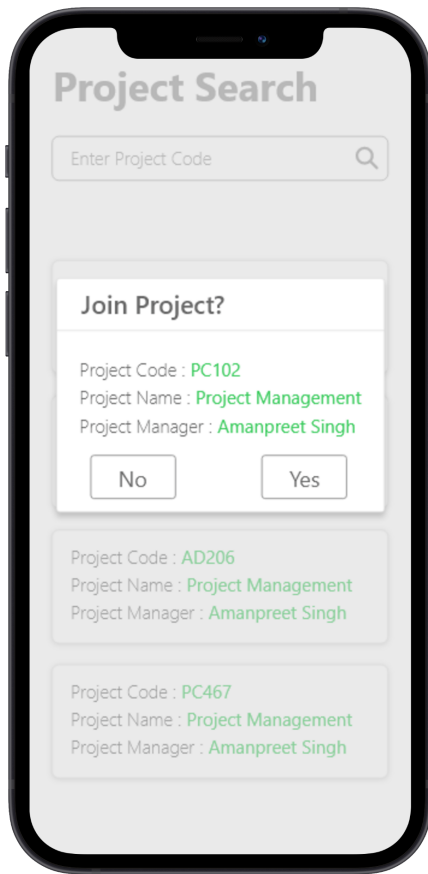 Project Search
Enter Project Code
Join Project?
Project Code : PC102
Project Name : Project Management
Project Manager : Amanpreet Singh
No Yes
Project Code : AD206
Project Name : Project Management
Project Manager : Amanpreet Singh
Project Code : PC467
Project Name : Project Management
Project Manager : Amanpreet Singh